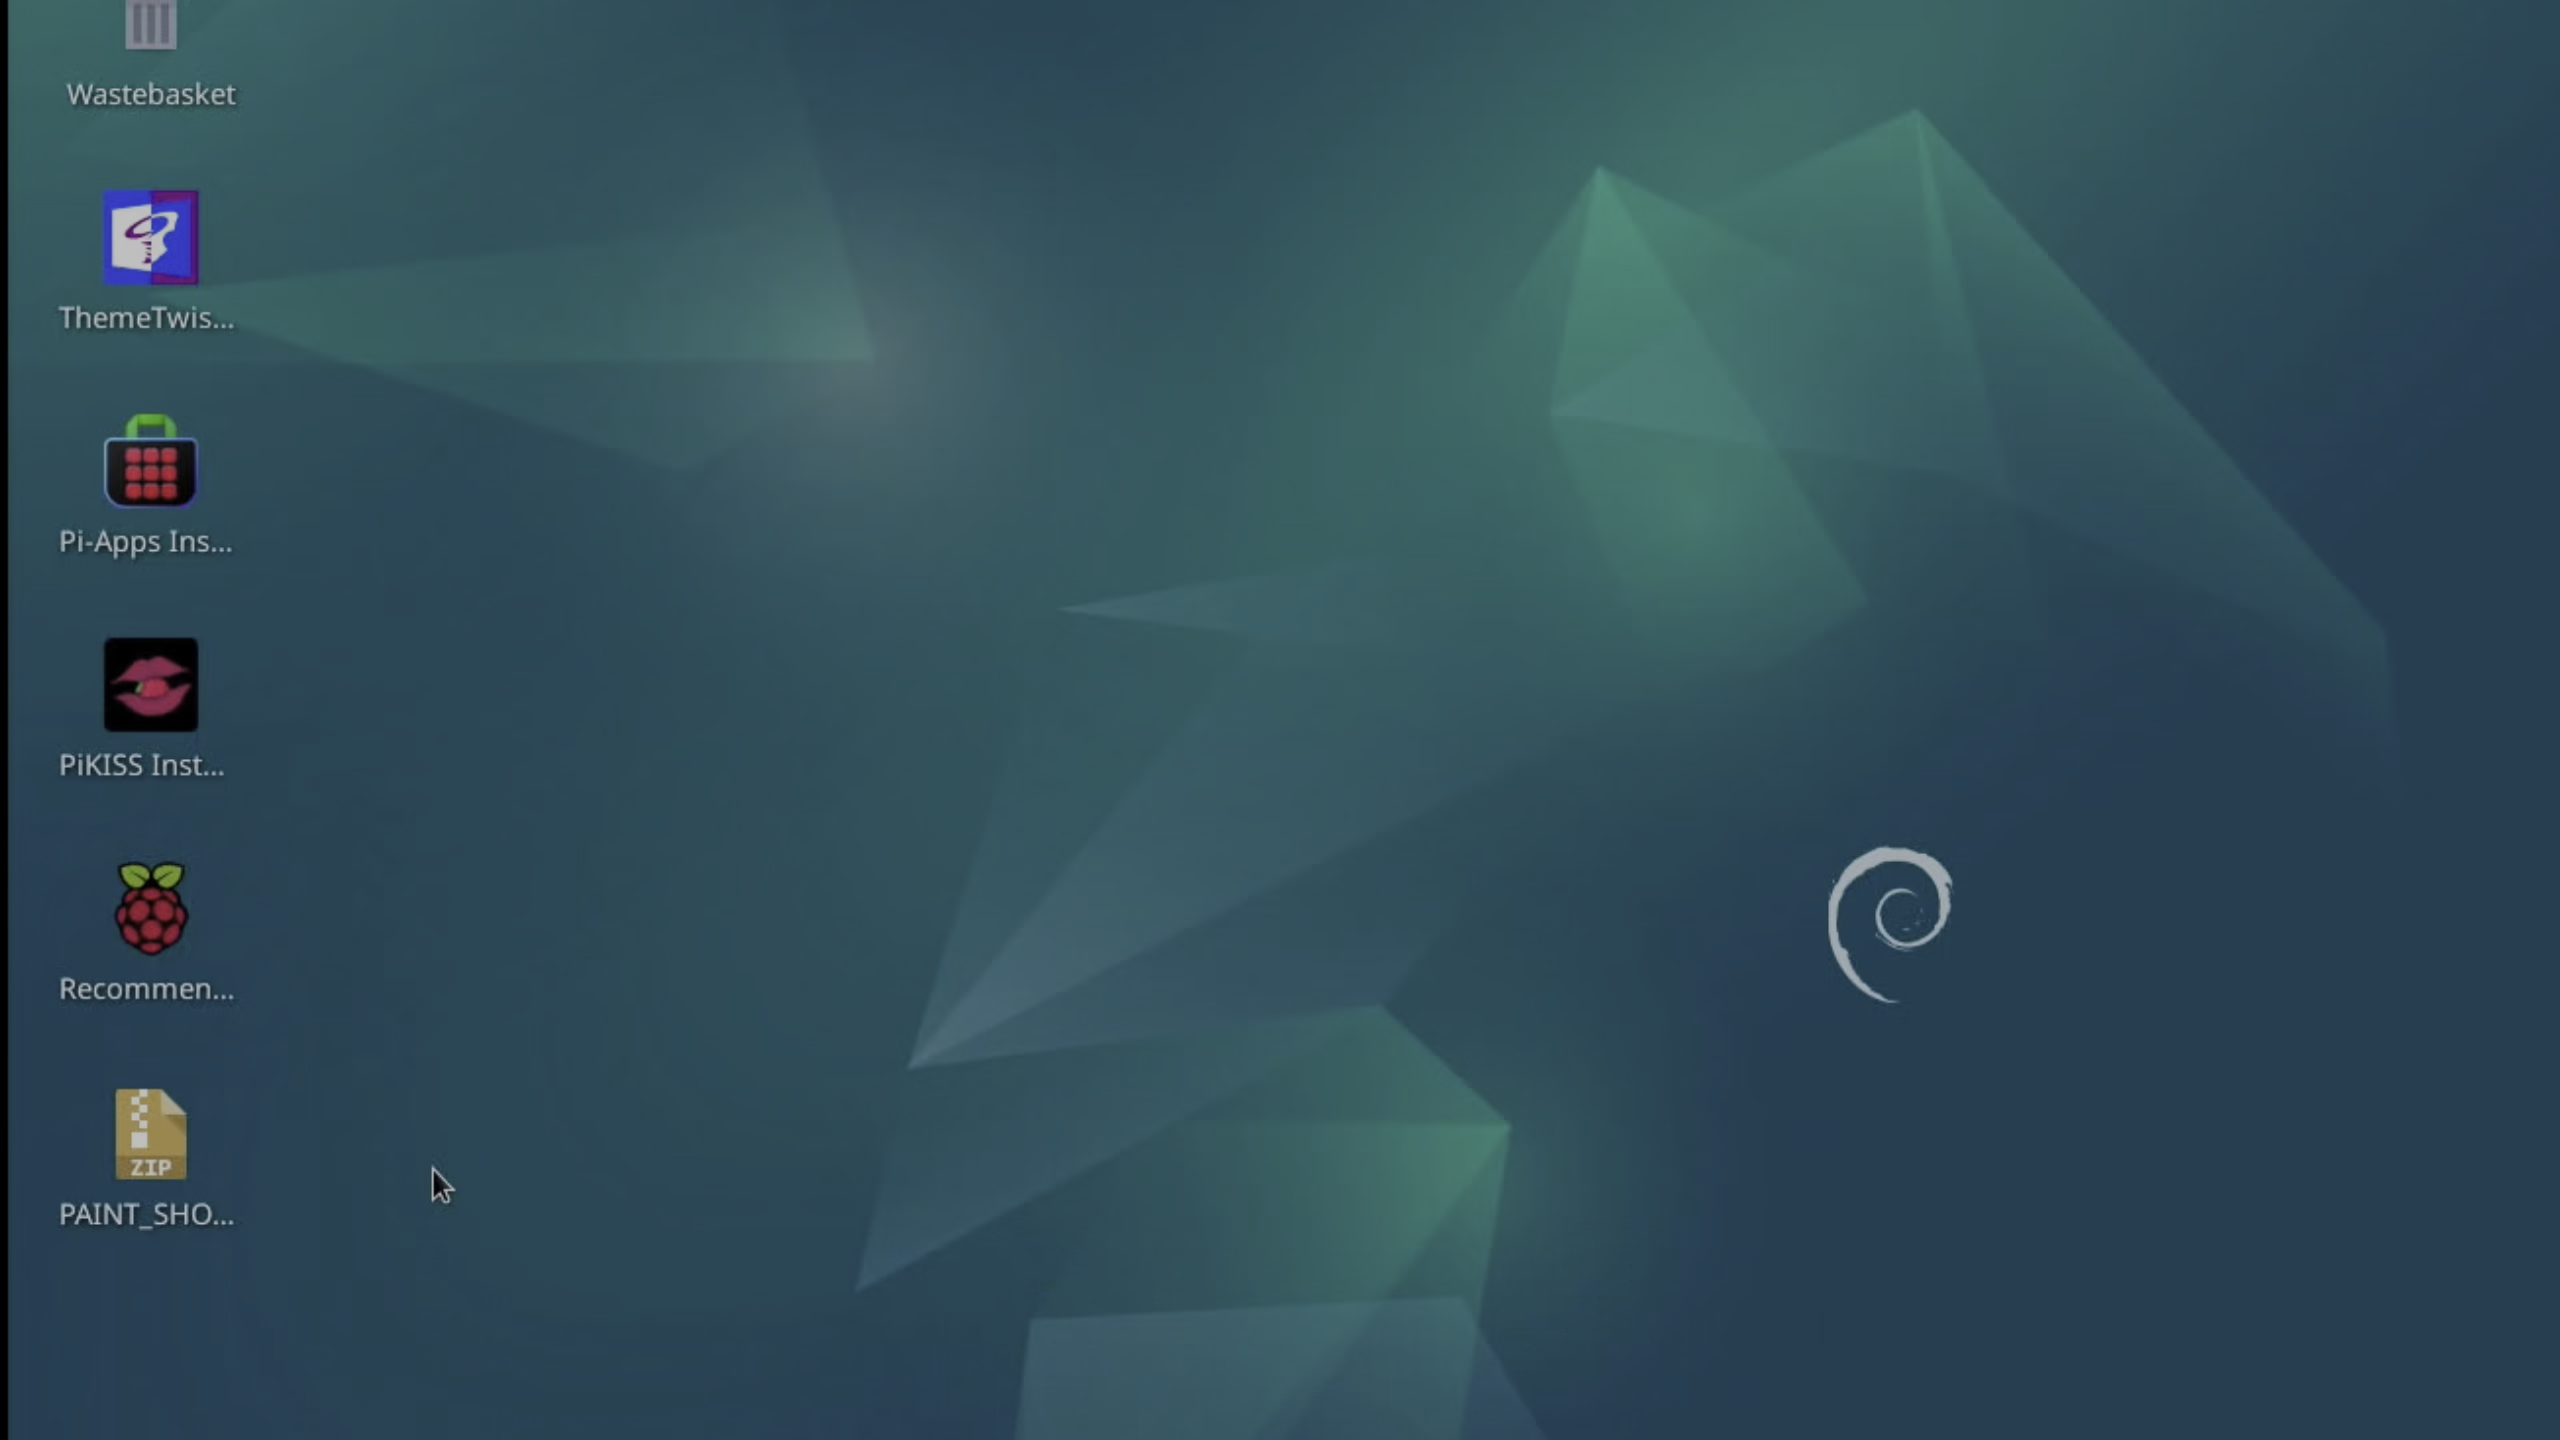 Wastebasket
ThemeTwis...
Pi-Apps Ins...
PiKISS Inst...
Recommen...
ZIP
PAINT_SHO...